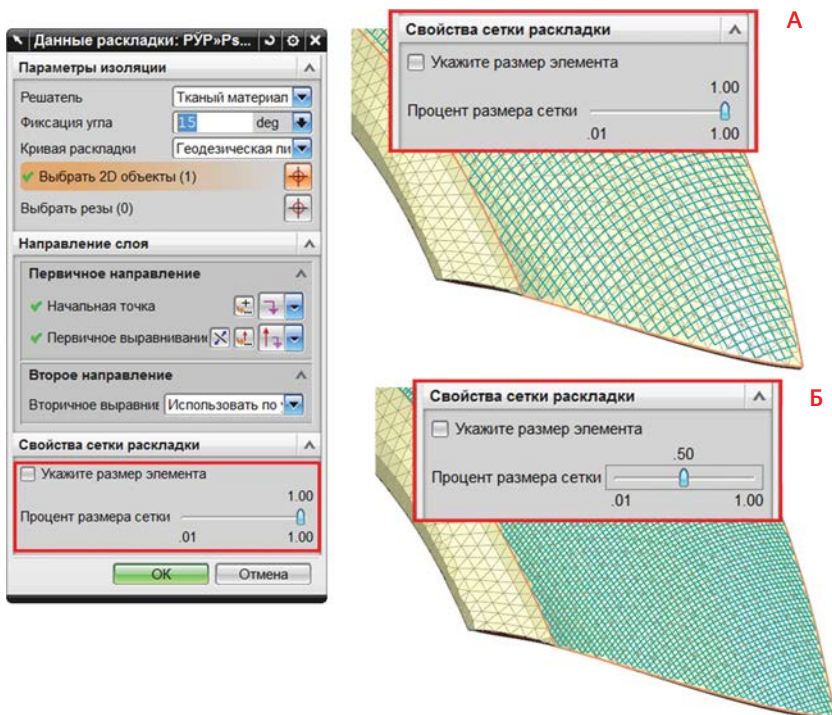 Данные раскладки: РЎР»Рs...
Параметры изоляции
Решатель
Тканый материал
Фиксация угла
15
deg
Кривая раскладки
Геодезическая ли
Выбрать 2D объекты (1)
Выбрать резы (0)
Направление слоя
Первичное направление
Начальная точка
Первичное выравнивани
Второе направление
Вторичное выравние
Использовать по
Свойства сетки раскладки
Укажите размер элемента
1.00
Процент размера сетки
.01
1.00
OK
Отмена
А
Свойства сетки раскладки
Укажите размер элемента
1.00
Процент размера сетки
.01
1.00
Б
Свойства сетки раскладки
Укажите размер элемента
.50
Процент размера сетки
.01
1.00